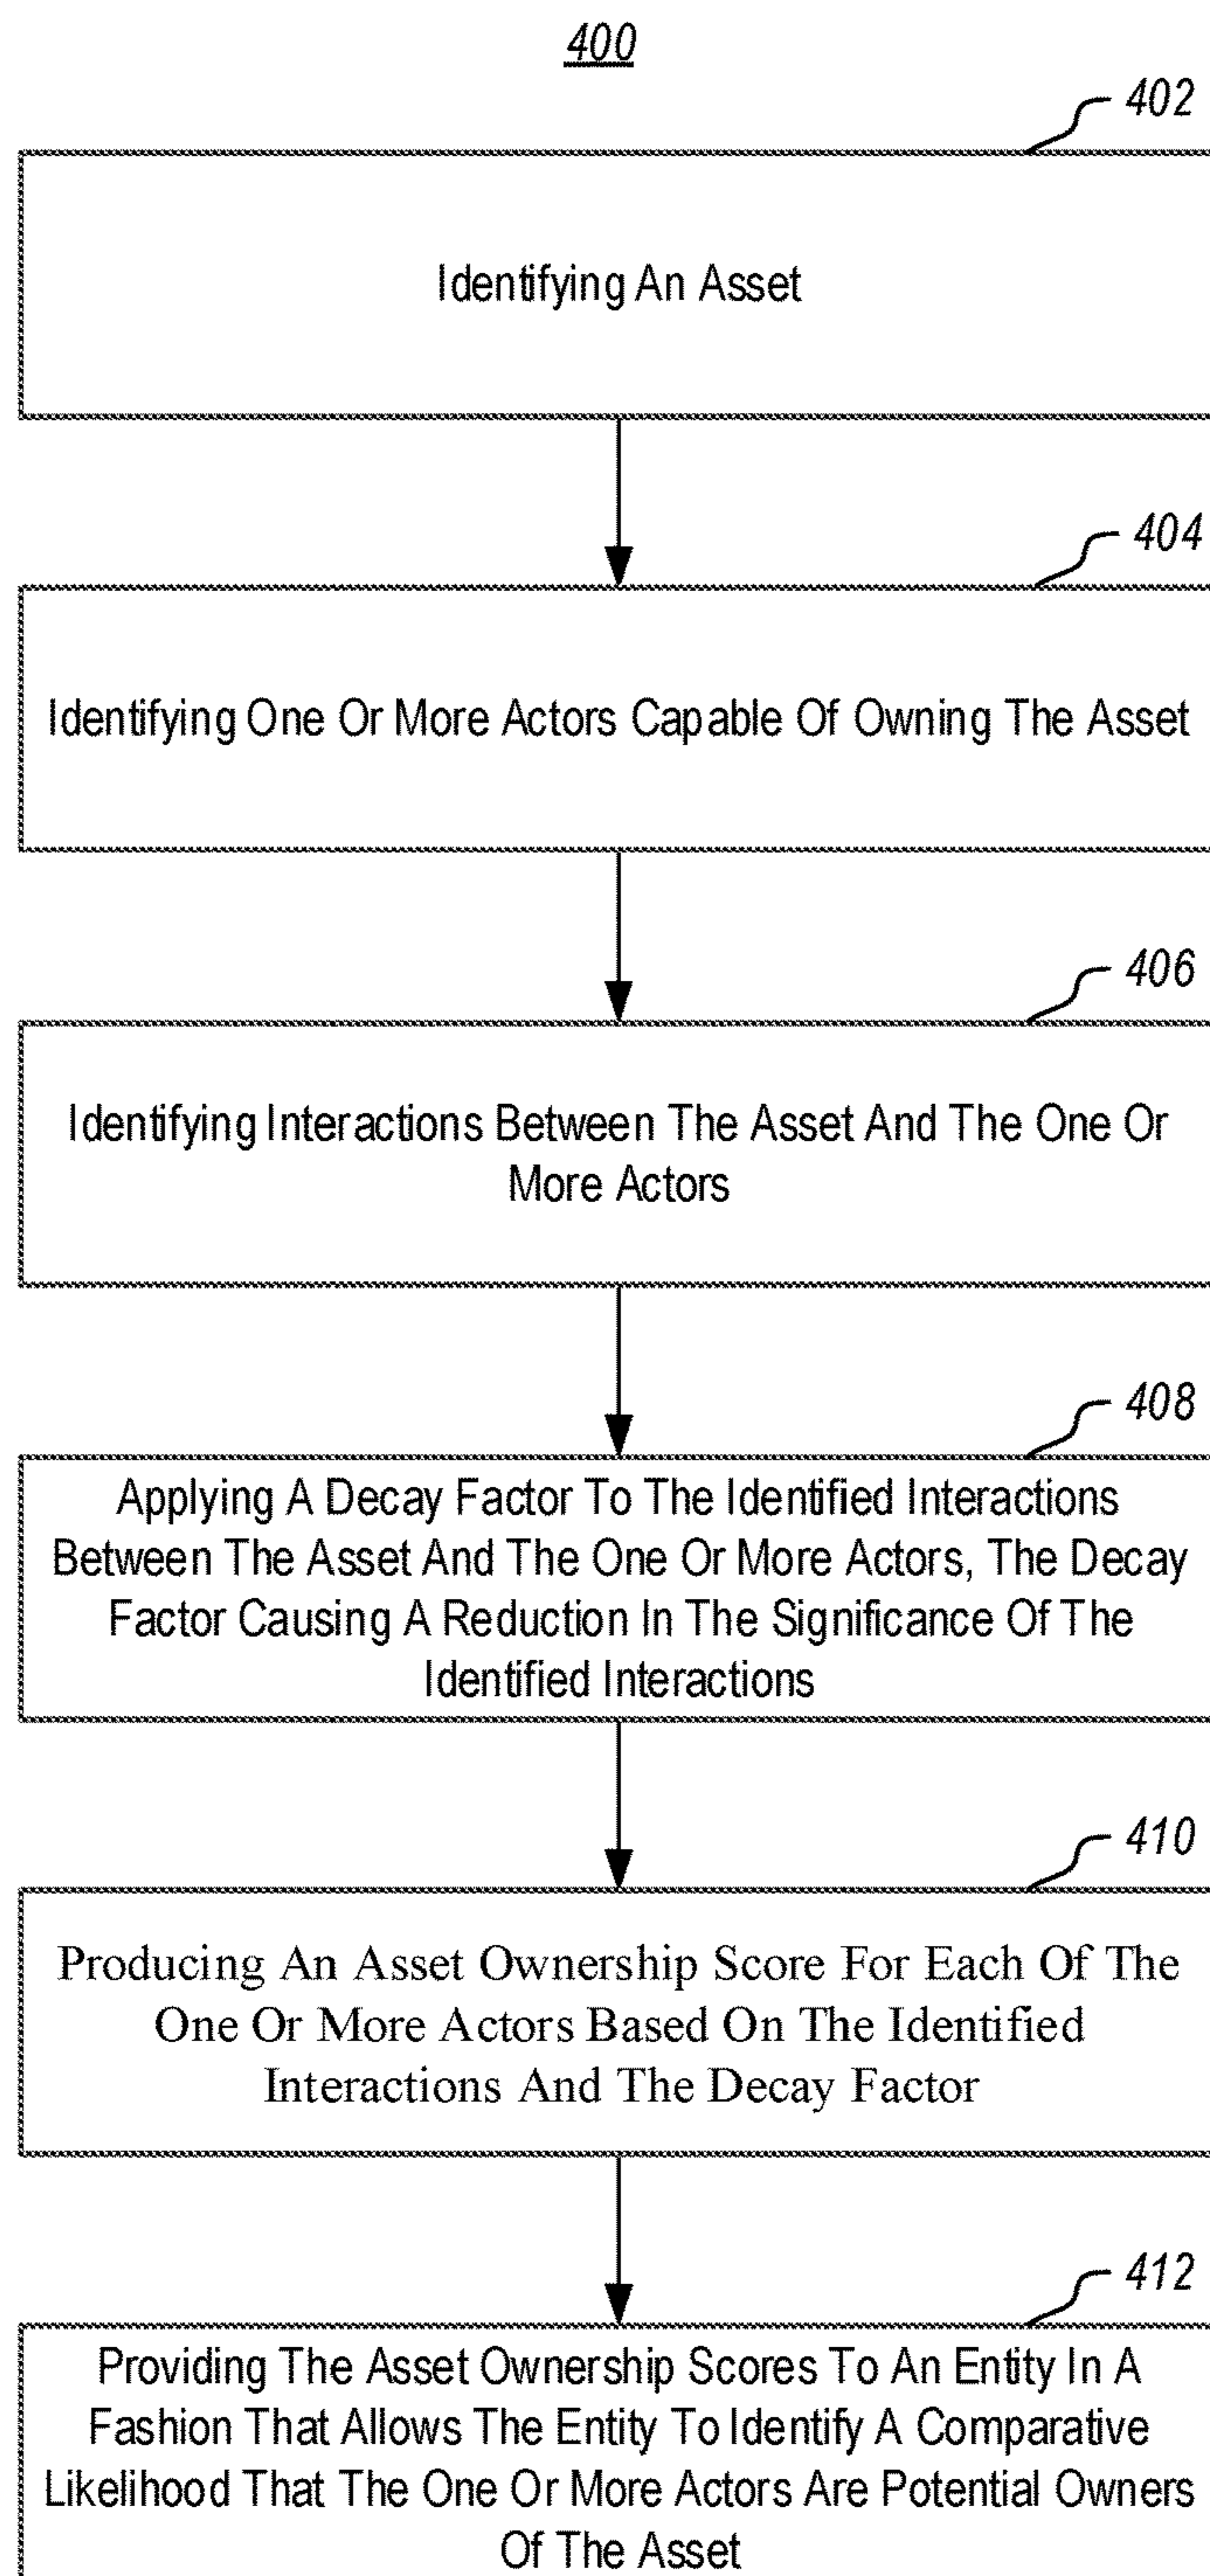 400
402
Identifying An Asset
404
Identifying One Or More Actors Capable Of Owning The Asset
406
Identifying Interactions Between The Asset And The One Or
More Actors
408
Applying A Decay Factor To The Identified Interactions
Between The Asset And The One Or More Actors, The Decay
Factor Causing A Reduction In The Significance Of The
Identified Interactions
410
Producing An Asset Ownership Score For Each Of The
One Or More Actors Based On The Identified
Interactions And The Decay Factor
412
Providing The Asset Ownership Scores To An Entity In A
Fashion That Allows The Entity To Identify A Comparative
Likelihood That The One Or More Actors Are Potential Owners
Of The Asset